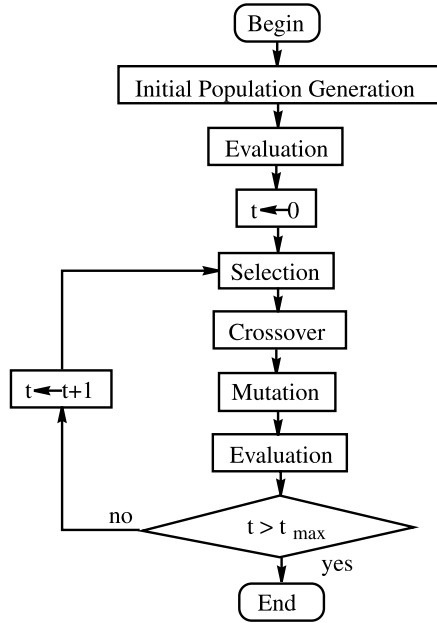 Begin
Initial Population Generation
Evaluation
t ← 0
Selection
Crossover
t ← t+1
Mutation
Evaluation
no
t > t max
yes
End